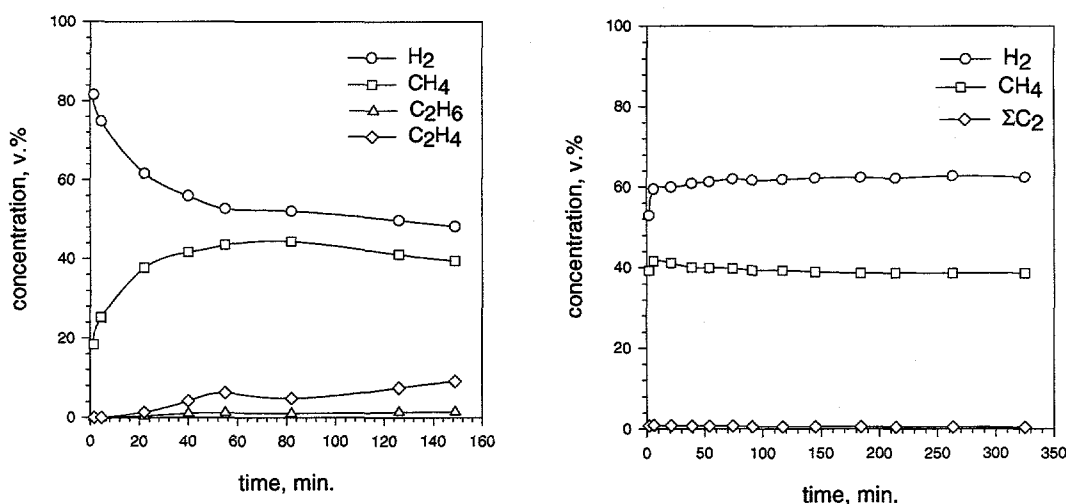 100
80
60
40
20
0
concentration, v.%
H2
CH4
C2H6
C2H4
0 20 40 60 80 100 120 140 160
time, min.
100
80
60
40
20
0
concentration, v.%
H2
CH4
ΣC2
0 50 100 150 200 250 300 350
time, min.